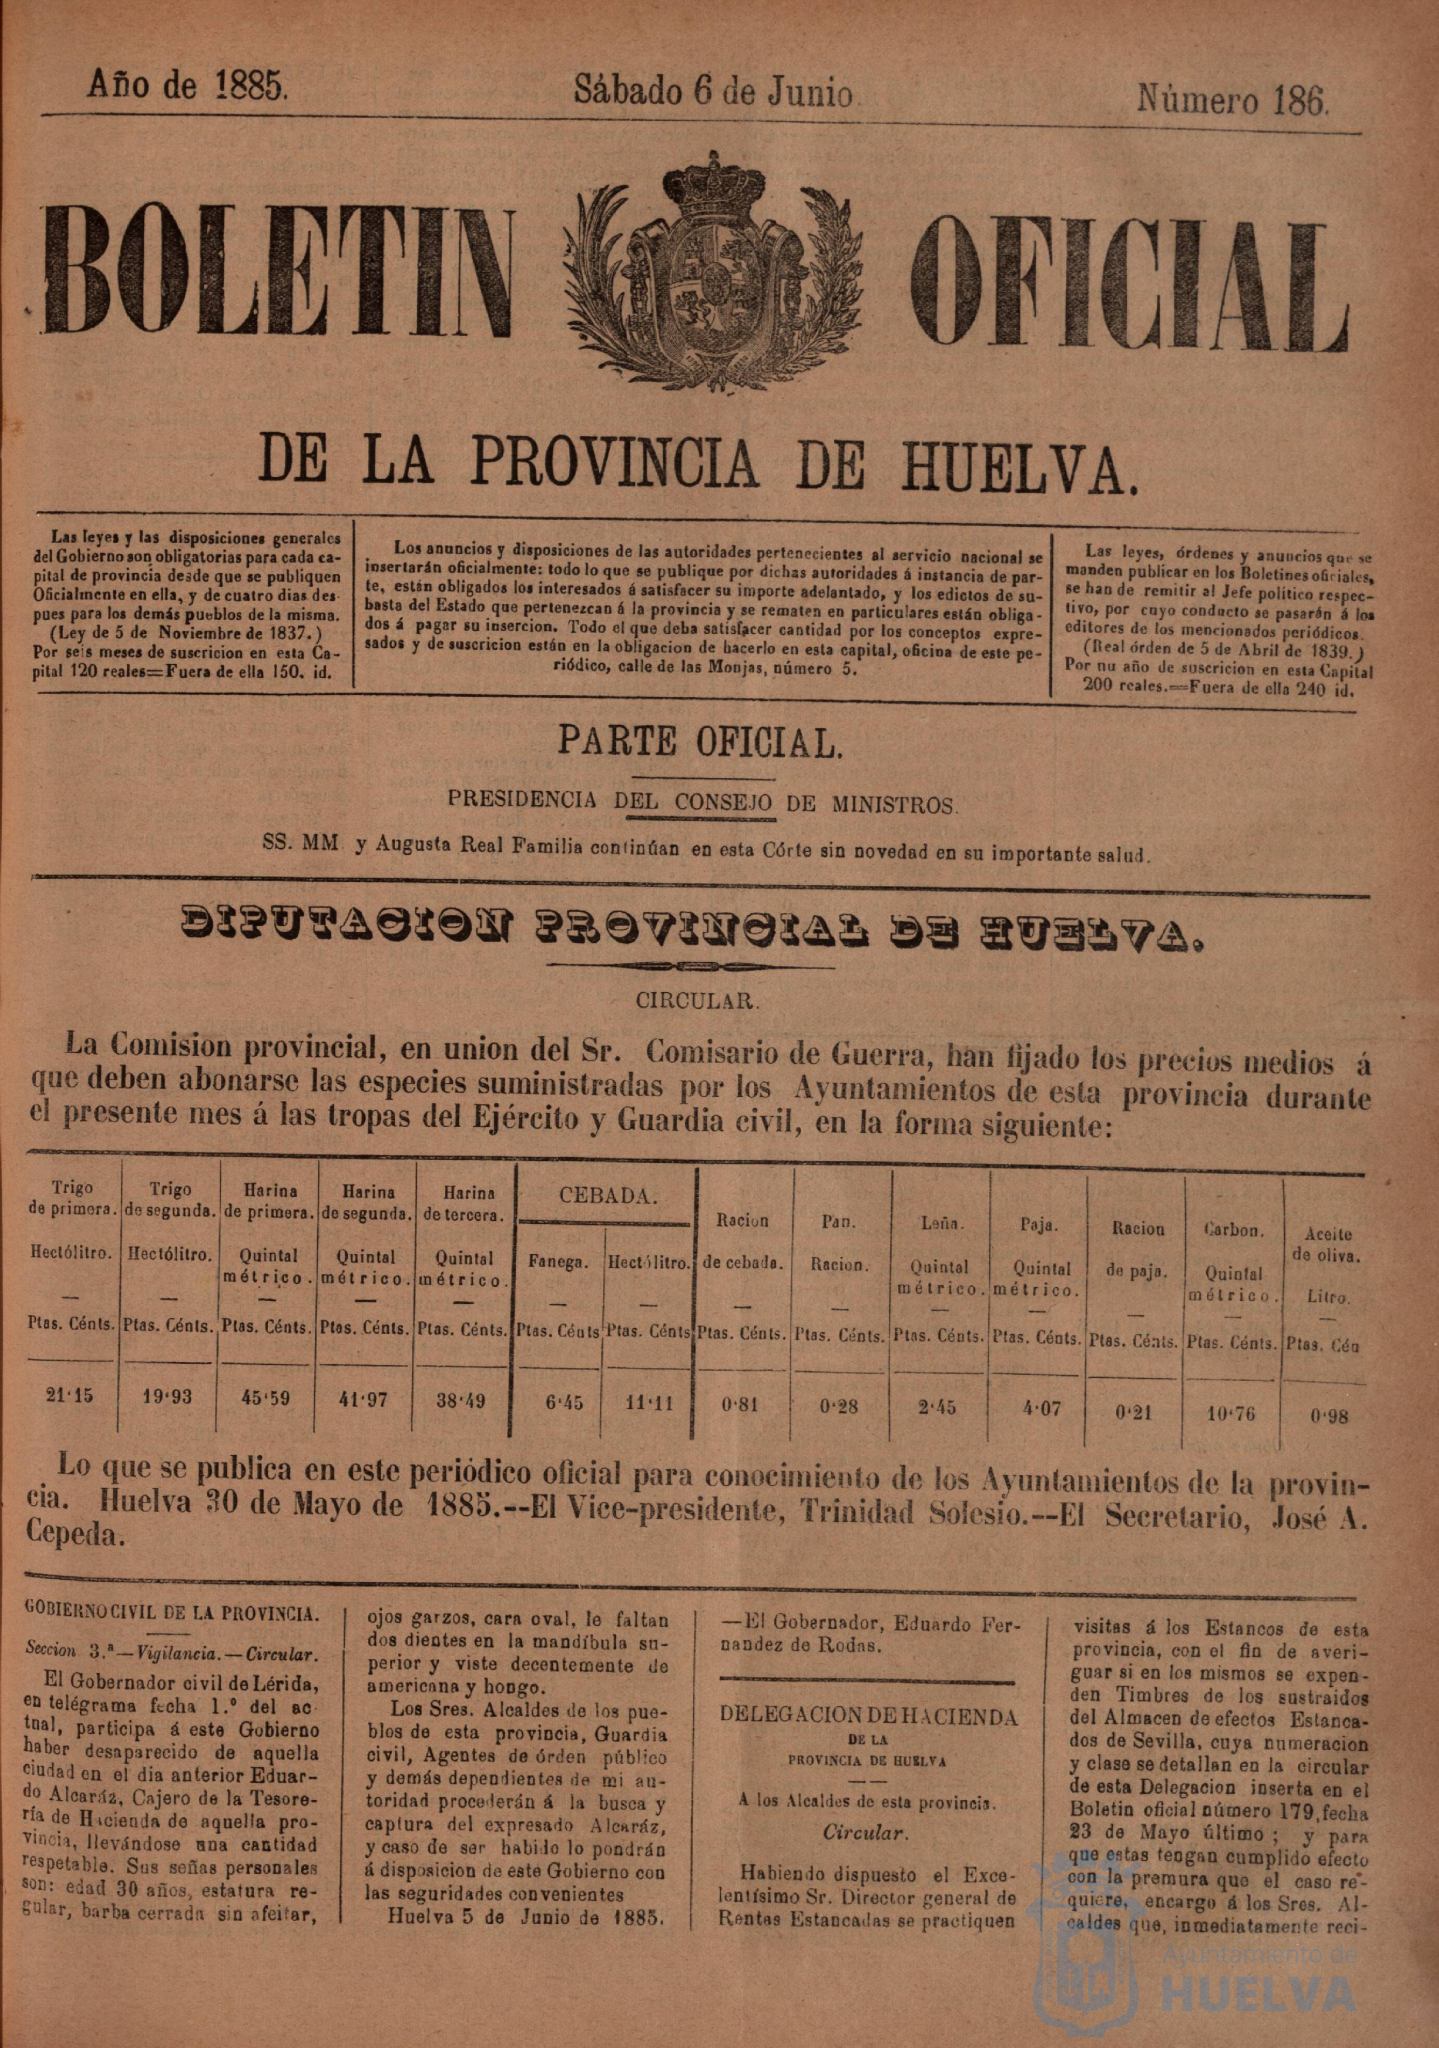 Año de 1885.
Sábado 6 de Junio
Número 186.
BOLETIN OFICIAL
DE LA PROVINCIA DE HUELVA.
Las leyes y las disposiciones generales
del Gobierno son obligatorias para cada ca-
pital de provincia desde que se publiquen
Oficialmente en ella, y de cuatro dias des-
pues para los demás pueblos de la misma.
(Ley de 5 de Noviembre de 1837.)
Por seis meses de suscricion en esta Ca-
pital 120 reales=Fuera de ella 150. id.
Los anuncios y disposiciones de las autoridades pertenecientes al servicio nacional se
insertarán oficialmente: todo lo que se publique por dichas autoridades á instancia de par-
te, están obligados los interesados á satisfacer su importe adelantado, y los edictos de su-
basta del Estado que pertenezcan á la provincia y se rematen en particulares están obliga-
dos á pagar su insercion. Todo el que deba satisfacer cantidad por los conceptos expre-
sados y de suscricion están en la obligacion de hacerlo en esta capital, oficina de este pe-
riódico, calle de las Monjas, número 5.
Las leyes, órdenes y anuncios que se
manden publicar en los Boletines oficiales,
se han de remitir al Jefe político respec-
tivo, por cuyo conducto se pasarán á los
editores de los mencionados periódicos.
(Real órden de 5 de Abril de 1839.)
Por nu año de suscricion en esta Capital
200 reales.=Fuera de ella 240 id.
PARTE OFICIAL.
PRESIDENCIA DEL CONSEJO DE MINISTROS.
SS. MM y Augusta Real Familia continúan en esta Córte sin novedad en su importante salud.
DIPUTACION PROVINCIAL DE HUELVA.
CIRCULAR.
La Comision provincial, en union del Sr. Comisario de Guerra, han fijado los precios medios á
que deben abonarse las especies suministradas por los Ayuntamientos de esta provincia durante
el presente mes á las tropas del Ejército y Guardia civil, en la forma siguiente:
Trigo de primera. Hectólitro. — Ptas. Cénts. 21'15
Trigo de segunda. Hectólitro. — Ptas. Cénts. 19'93
Harina de primera. Quintal métrico. — Ptas. Cénts. 45'59
Harina de segunda. Quintal métrico. — Ptas. Cénts. 41'97
Harina de tercera. Quintal métrico. — Ptas. Cénts. 38'49
CEBADA.
Fanega. — Ptas. Cénts 6'45
Hectólitro. — Ptas. Cénts 11'11
Racion de cebada. — Ptas. Cénts. 0'81
Pan. Racion. — Ptas. Cénts. 0'28
Leña. Quintal métrico. — Ptas. Cénts. 2'45
Paja. Quintal métrico. — Ptas. Cénts. 4'07
Racion de paja. — Ptas. Cénts. 0'21
Carbon. Quintal métrico. — Ptas. Cénts. 10'76
Aceite de oliva. Litro. — Ptas. Cén 0'98
Lo que se publica en este periódico oficial para conocimiento de los Ayuntamientos de la provin-
cia. Huelva 30 de Mayo de 1885.--El Vice-presidente, Trinidad Solesio.--El Secretario, José A.
Cepeda.
GOBIERNO CIVIL DE LA PROVINCIA.
Seccion 3.ª—Vigilancia.—Circular.
El Gobernador civil de Lérida,
en telégrama fecha 1.º del ac
tual, participa á este Gobierno
haber desaparecido de aquella
ciudad en el dia anterior Eduar-
do Alcaráz, Cajero de la Tesore-
ría de Hacienda de aquella pro-
vincia, llevándose una cantidad
respetable. Sus señas personales
son: edad 30 años, estatura re-
gular, barba cerrada sin afeitar,
ojos garzos, cara oval, le faltan
dos dientes en la mandíbula su-
perior y viste decentemente de
americana y hongo.
Los Sres. Alcaldes de los pue-
blos de esta provincia, Guardia
civil, Agentes de órden público
y demás dependientes de mi au-
toridad procederán á la busca y
captura del expresado Alcaráz,
y caso de ser habido lo pondrán
á disposicion de este Gobierno con
las seguridades convenientes
Huelva 5 de Junio de 1885.
—El Gobernador, Eduardo Fer-
nandez de Rodas.
DELEGACION DE HACIENDA
DE LA
PROVINCIA DE HUELVA
A los Alcaldes de esta provincia.
Circular.
Habiendo dispuesto el Exce-
lentísimo Sr. Director general de
Rentas Estancadas se practiquen
visitas á los Estancos de esta
provincia, con el fin de averi-
guar si en los mismos se expen-
den Timbres de los sustraidos
del Almacen de efectos Estanca-
dos de Sevilla, cuya numeracion
y clase se detallan en la circular
de esta Delegacion inserta en el
Boletin oficial número 179, fecha
23 de Mayo último; y para
que estas tengan cumplido efecto
con la premura que el caso re-
quiere, encargo á los Sres. Al-
caldes que, inmediatamente reci-
Ayuntamiento de
HUELVA